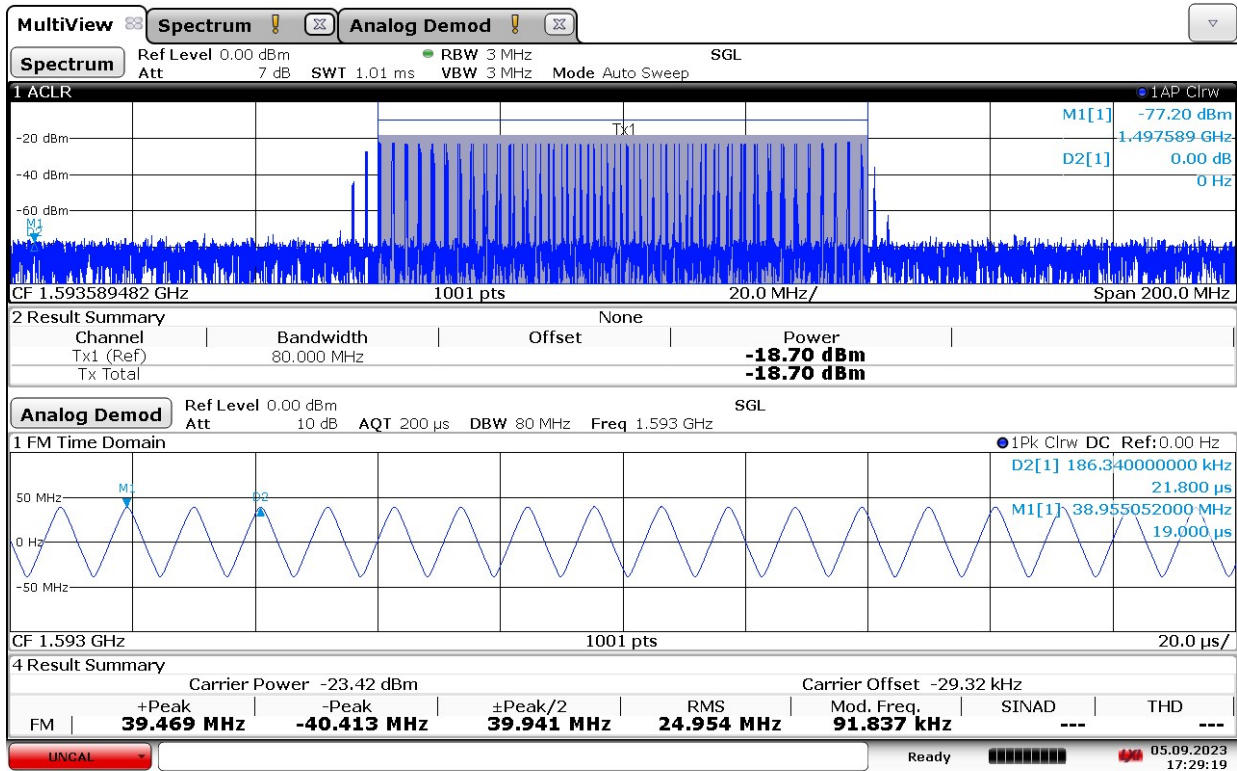 MultiView Spectrum ! Analog Demod !
Spectrum Ref Level 0.00 dBm RBW 3 MHz SGL
Att 7 dB SWT 1.01 ms VBW 3 MHz Mode Auto Sweep
1 ACLR 1AP Clrw
M1[1] -77.20 dBm
1.497589 GHz
D2[1] 0.00 dB
0 Hz
Tx1
-20 dBm
-40 dBm
-60 dBm
M1
D2
CF 1.593589482 GHz 1001 pts 20.0 MHz/ Span 200.0 MHz
2 Result Summary None
Channel Bandwidth Offset Power
Tx1 (Ref) 80.000 MHz -18.70 dBm
Tx Total -18.70 dBm
Analog Demod Ref Level 0.00 dBm SGL
Att 10 dB AQT 200 µs DBW 80 MHz Freq 1.593 GHz
1 FM Time Domain 1Pk Clrw DC Ref:0.00 Hz
D2[1] 186.340000000 kHz
21.800 µs
M1[1] 38.955052000 MHz
19.000 µs
50 MHz
M1
D2
0 Hz
-50 MHz
CF 1.593 GHz 1001 pts 20.0 µs/
4 Result Summary
Carrier Power -23.42 dBm Carrier Offset -29.32 kHz
+Peak -Peak ±Peak/2 RMS Mod. Freq. SINAD THD
FM 39.469 MHz -40.413 MHz 39.941 MHz 24.954 MHz 91.837 kHz --- ---
UNCAL Ready 05.09.2023
17:29:19